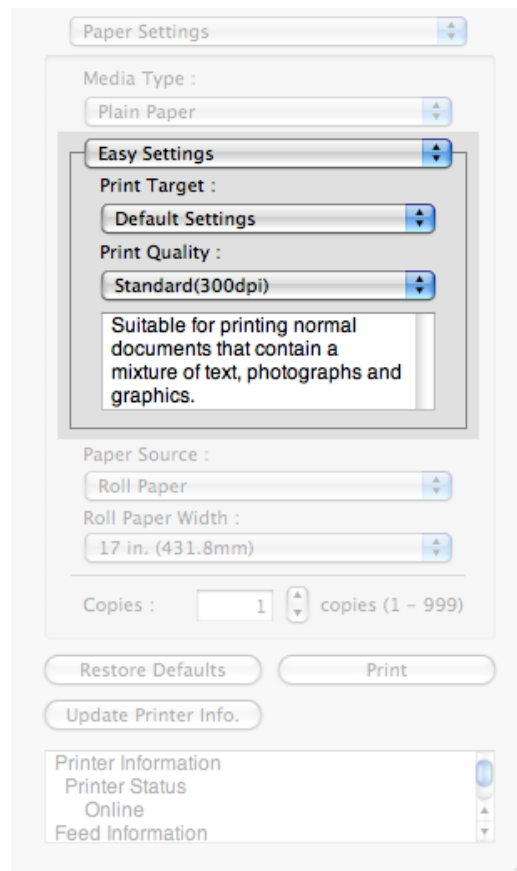 Paper Settings
Media Type :
Plain Paper
Easy Settings
Print Target :
Default Settings
Print Quality :
Standard(300dpi)
Suitable for printing normal
documents that contain a
mixture of text, photographs and
graphics.
Paper Source :
Roll Paper
Roll Paper Width :
17 in. (431.8mm)
Copies : 1 copies (1 – 999)
Restore Defaults Print
Update Printer Info.
Printer Information
Printer Status
Online
Feed Information